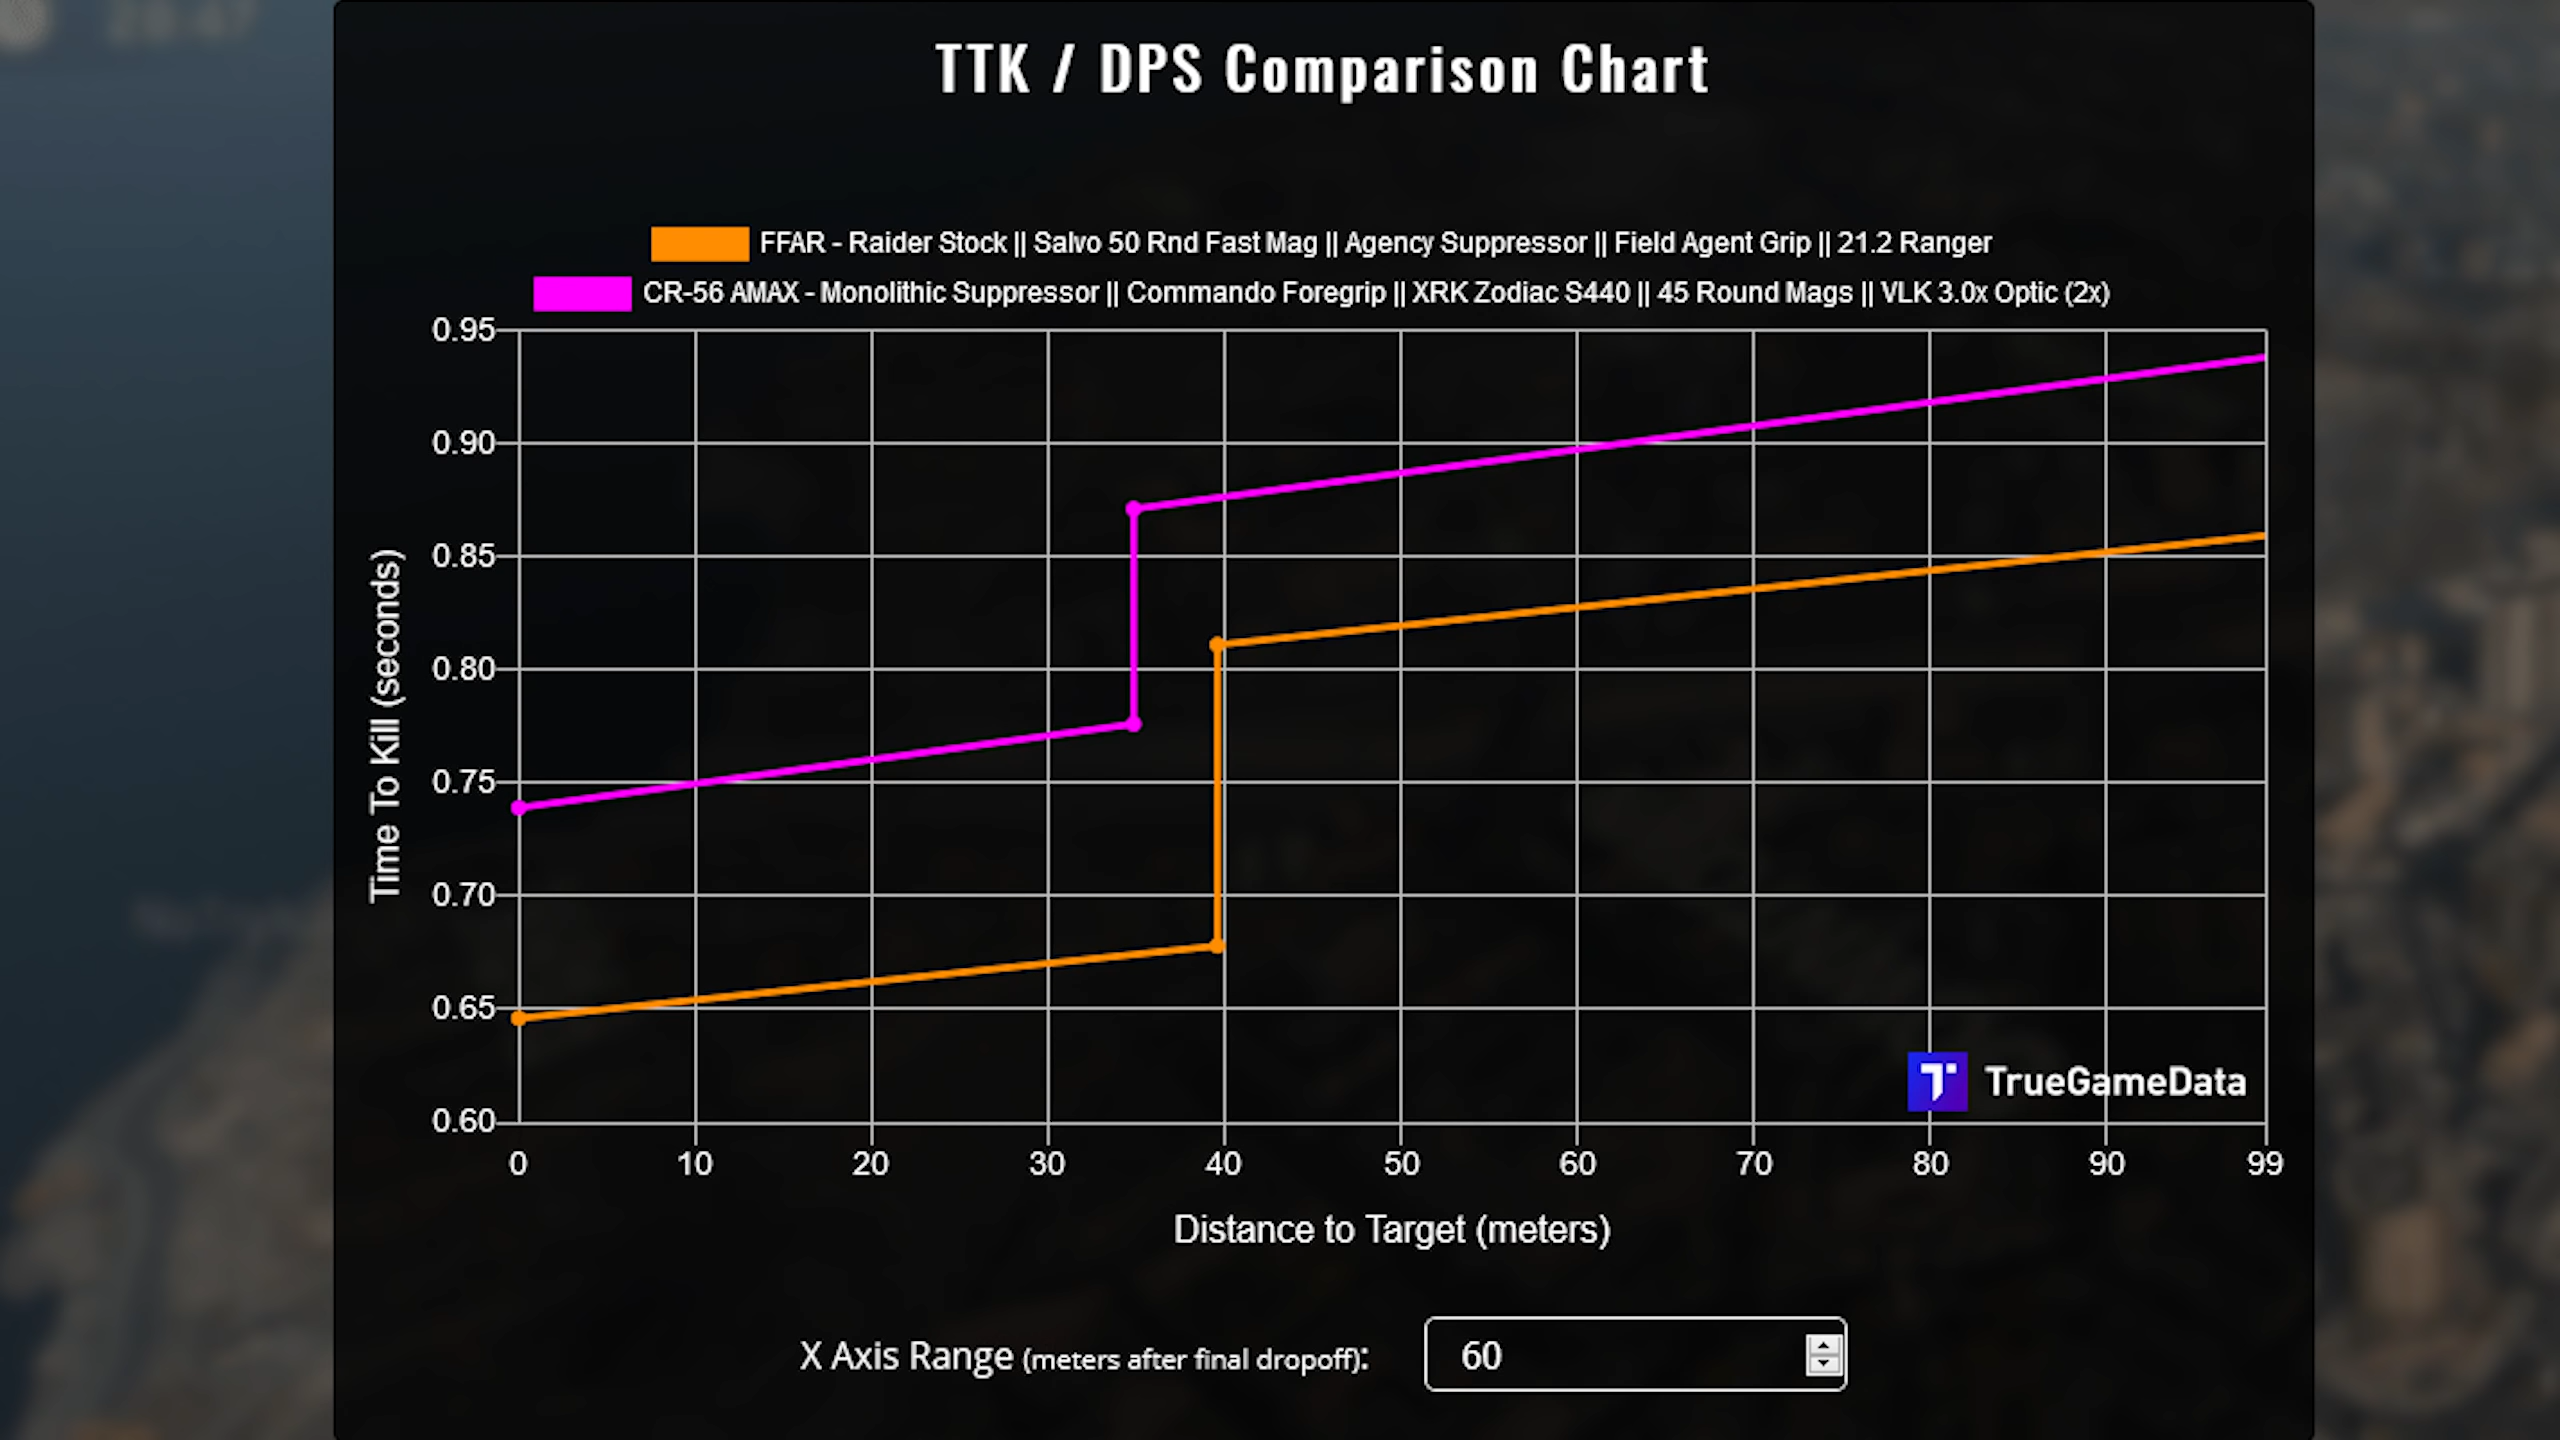 TTK / DPS Comparison Chart
FFAR - Raider Stock || Salvo 50 Rnd Fast Mag || Agency Suppressor || Field Agent Grip || 21.2 Ranger
CR-56 AMAX - Monolithic Suppressor || Commando Foregrip || XRK Zodiac S440 || 45 Round Mags || VLK 3.0x Optic (2x)
0.95
0.90
0.85
0.80
0.75
0.70
0.65
0.60
Time To Kill (seconds)
TrueGameData
0 10 20 30 40 50 60 70 80 90 99
Distance to Target (meters)
X Axis Range (meters after final dropoff): 60